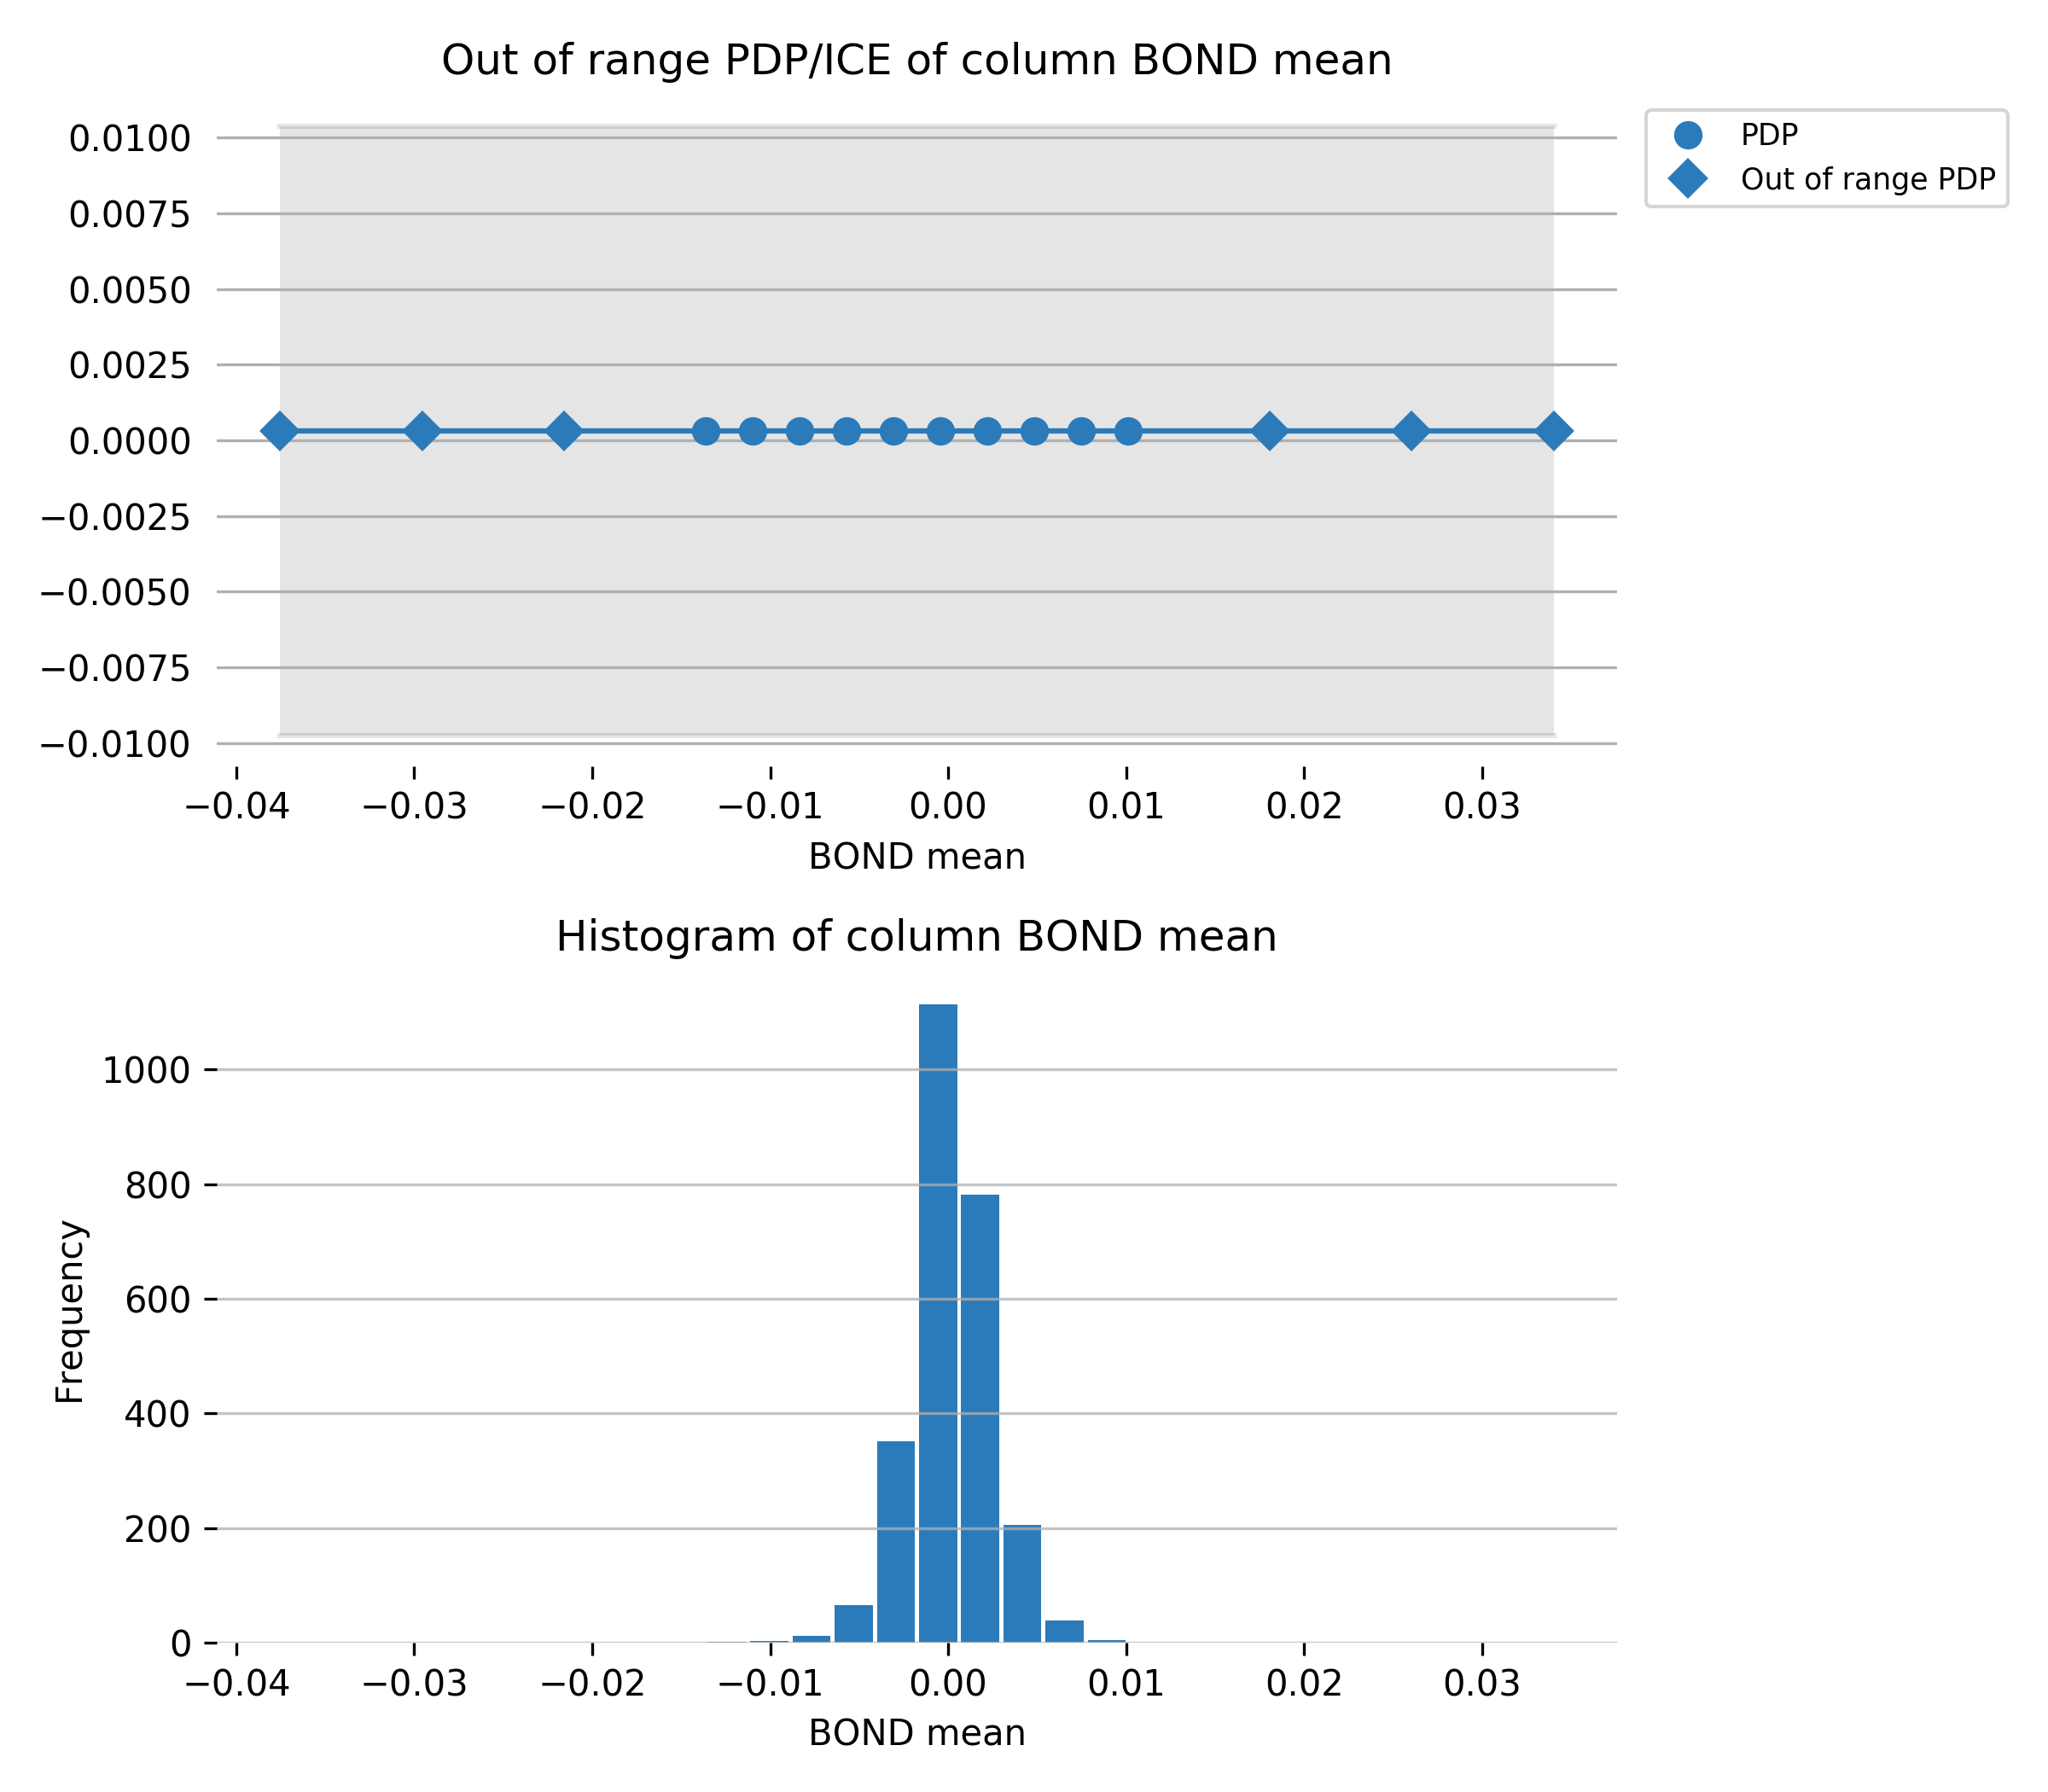 Out of range PDP/ICE of column BOND mean
PDP
Out of range PDP
0.0100
0.0075
0.0050
0.0025
0.0000
−0.0025
−0.0050
−0.0075
−0.0100
−0.04 −0.03 −0.02 −0.01 0.00 0.01 0.02 0.03
BOND mean
Histogram of column BOND mean
Frequency
1000
800
600
400
200
0
−0.04 −0.03 −0.02 −0.01 0.00 0.01 0.02 0.03
BOND mean